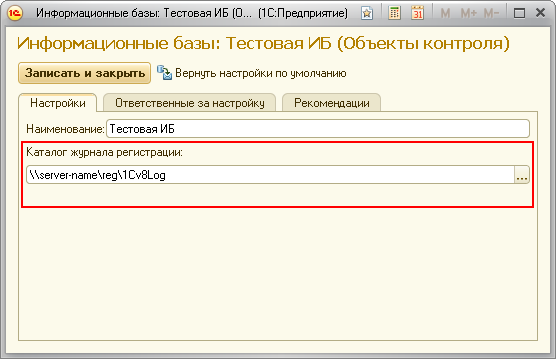 Информационные базы: Тестовая ИБ (О... (1С:Предприятие) M M+ M-
Информационные базы: Тестовая ИБ (Объекты контроля)
Записать и закрыть Вернуть настройки по умолчанию
Настройки Ответственные за настройку Рекомендации
Наименование: Тестовая ИБ
Каталог журнала регистрации:
\\server-name\reg\1Cv8Log ...